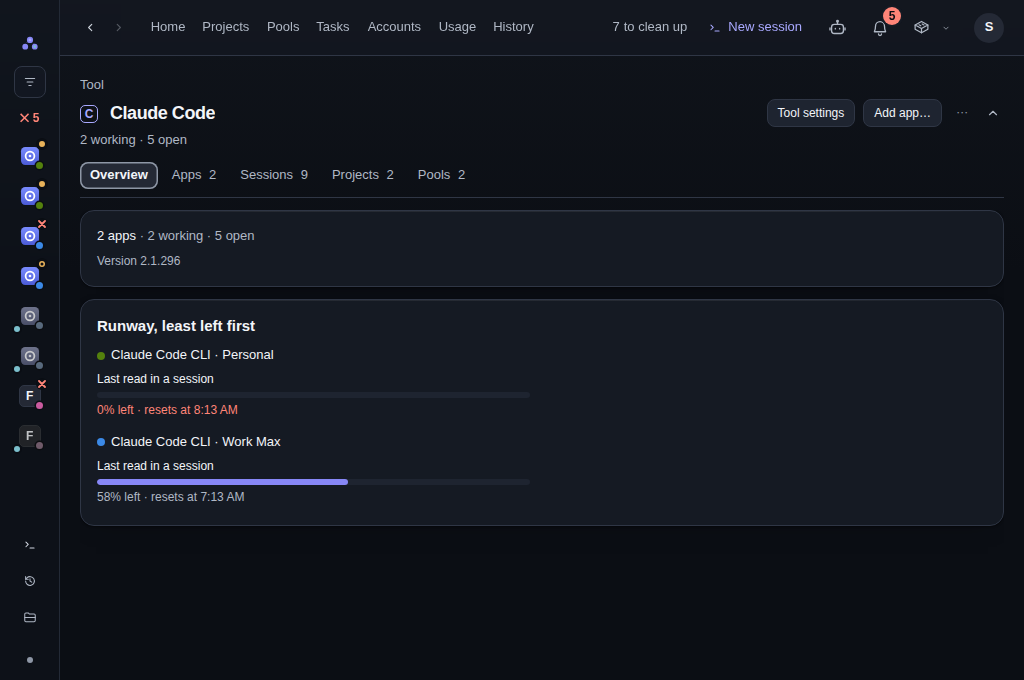 Home Projects Pools Tasks Accounts Usage History 7 to clean up New session 5 S
5
F
F
Tool
C Claude Code Tool settings Add app… ···
2 working · 5 open
Overview Apps 2 Sessions 9 Projects 2 Pools 2
2 apps · 2 working · 5 open
Version 2.1.296
Runway, least left first
Claude Code CLI · Personal
Last read in a session
0% left · resets at 8:13 AM
Claude Code CLI · Work Max
Last read in a session
58% left · resets at 7:13 AM